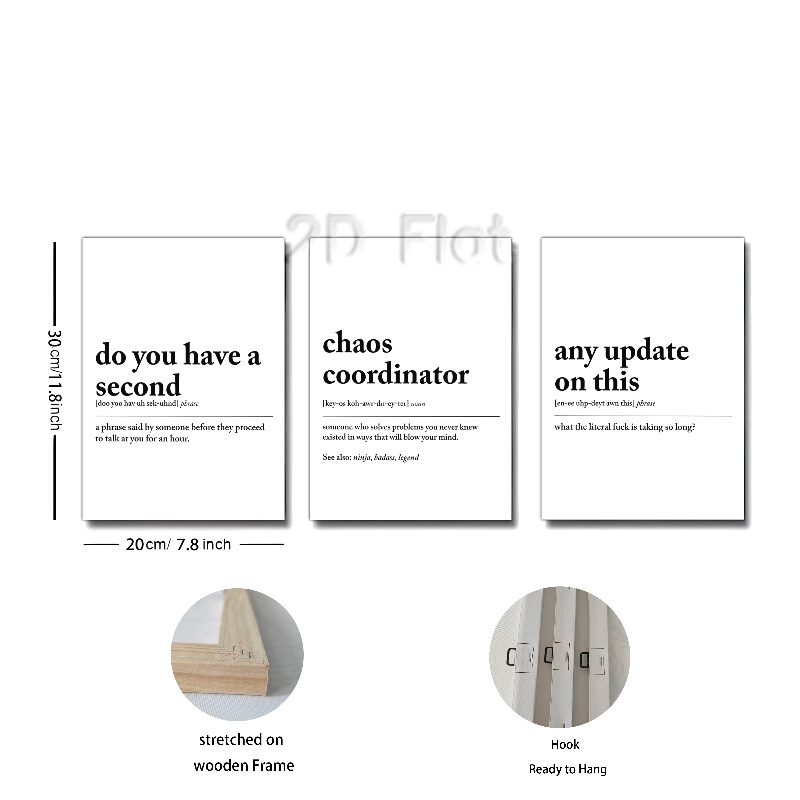 2D Flat
do you have a
second
[doo yoo hav uh sek-uhnd] phrase
a phrase said by someone before they proceed
to talk at you for an hour.
chaos
coordinator
[key-os koh-awr-dn-ey-ter] noun
someone who solves problems you never knew
existed in ways that will blow your mind.
See also: ninja, badass, legend
any update
on this
[en-ee uhp-deyt awn this] phrase
what the literal fuck is taking so long?
30cm/11.8inch
20cm/ 7.8 inch
stretched on
wooden Frame
Hook
Ready to Hang